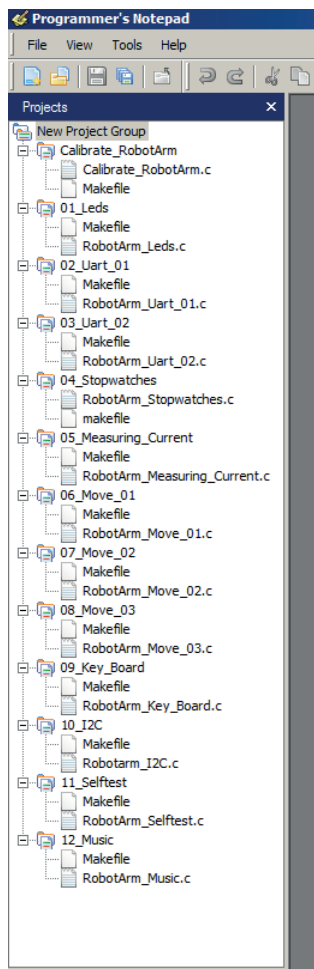 Programmer's Notepad
File View Tools Help
Projects
New Project Group
Calibrate_RobotArm
Calibrate_RobotArm.c
Makefile
01_Leds
Makefile
RobotArm_Leds.c
02_Uart_01
Makefile
RobotArm_Uart_01.c
03_Uart_02
Makefile
RobotArm_Uart_02.c
04_Stopwatches
RobotArm_Stopwatches.c
makefile
05_Measuring_Current
Makefile
RobotArm_Measuring_Current.c
06_Move_01
Makefile
RobotArm_Move_01.c
07_Move_02
Makefile
RobotArm_Move_02.c
08_Move_03
Makefile
RobotArm_Move_03.c
09_Key_Board
Makefile
RobotArm_Key_Board.c
10_I2C
Makefile
Robotarm_I2C.c
11_Selftest
Makefile
RobotArm_Selftest.c
12_Music
Makefile
RobotArm_Music.c